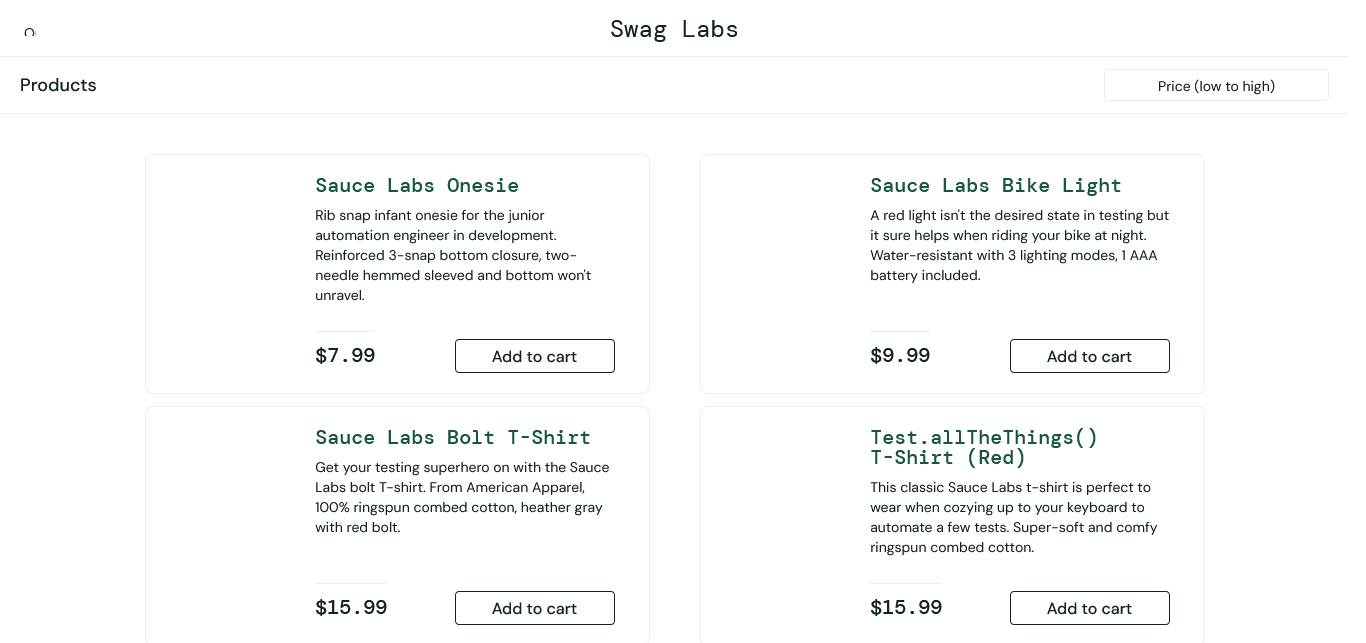 Swag Labs
Products
Price (low to high)
Sauce Labs Onesie
Rib snap infant onesie for the junior
automation engineer in development.
Reinforced 3-snap bottom closure, two-
needle hemmed sleeved and bottom won't
unravel.
$7.99
Add to cart
Sauce Labs Bike Light
A red light isn't the desired state in testing but
it sure helps when riding your bike at night.
Water-resistant with 3 lighting modes, 1 AAA
battery included.
$9.99
Add to cart
Sauce Labs Bolt T-Shirt
Get your testing superhero on with the Sauce
Labs bolt T-shirt. From American Apparel,
100% ringspun combed cotton, heather gray
with red bolt.
$15.99
Add to cart
Test.allTheThings()
T-Shirt (Red)
This classic Sauce Labs t-shirt is perfect to
wear when cozying up to your keyboard to
automate a few tests. Super-soft and comfy
ringspun combed cotton.
$15.99
Add to cart